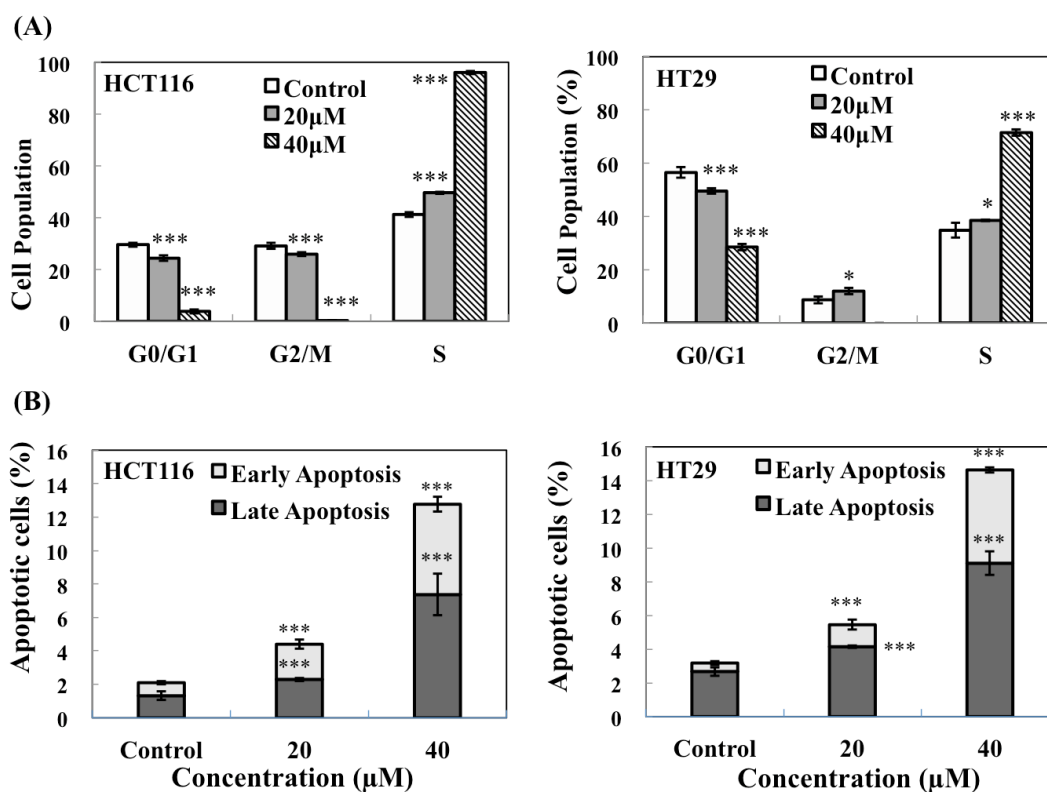 (A)
HCT116
Control
20μM
40μM
Cell Population
100
80
60
40
20
0
***
***
***
***
***
***
G0/G1
G2/M
S
HT29
Control
20μM
40μM
Cell Population (%)
100
80
60
40
20
0
***
***
*
*
***
G0/G1
G2/M
S
(B)
HCT116
Early Apoptosis
Late Apoptosis
Apoptotic cells (%)
16
14
12
10
8
6
4
2
0
***
***
***
***
Control
20
40
Concentration (μM)
HT29
Early Apoptosis
Late Apoptosis
Apoptotic cells (%)
16
14
12
10
8
6
4
2
0
***
***
***
***
Control
20
40
Concentration (μM)